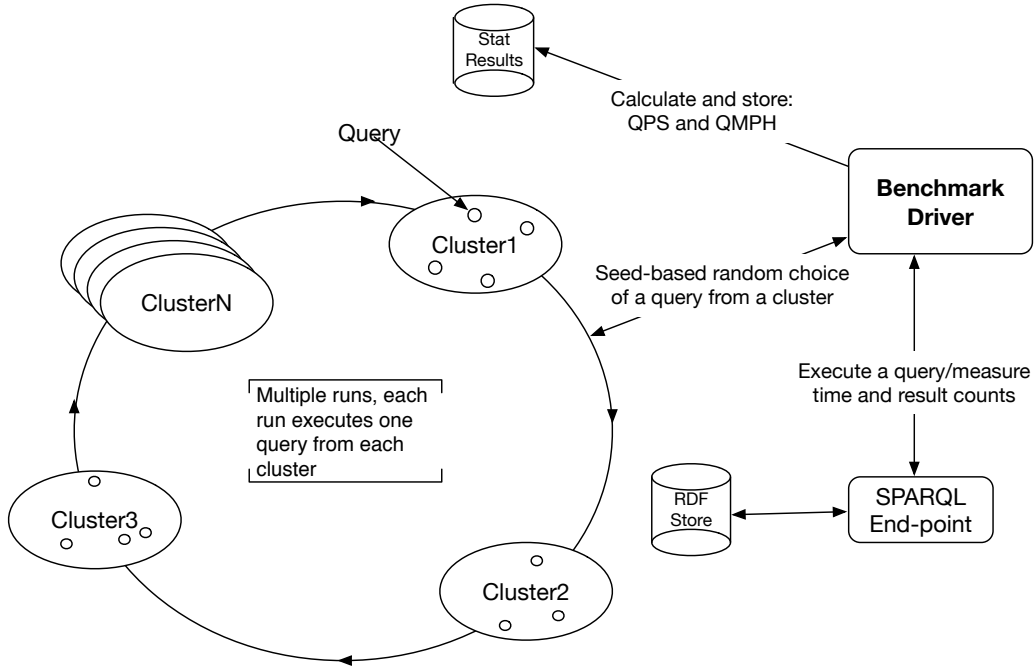 Stat
Results
Calculate and store:
QPS and QMPH
Query
Benchmark
Driver
Cluster1
Seed-based random choice
of a query from a cluster
ClusterN
Execute a query/measure
time and result counts
Multiple runs, each
run executes one
query from each
cluster
Cluster3
RDF
Store
SPARQL
End-point
Cluster2